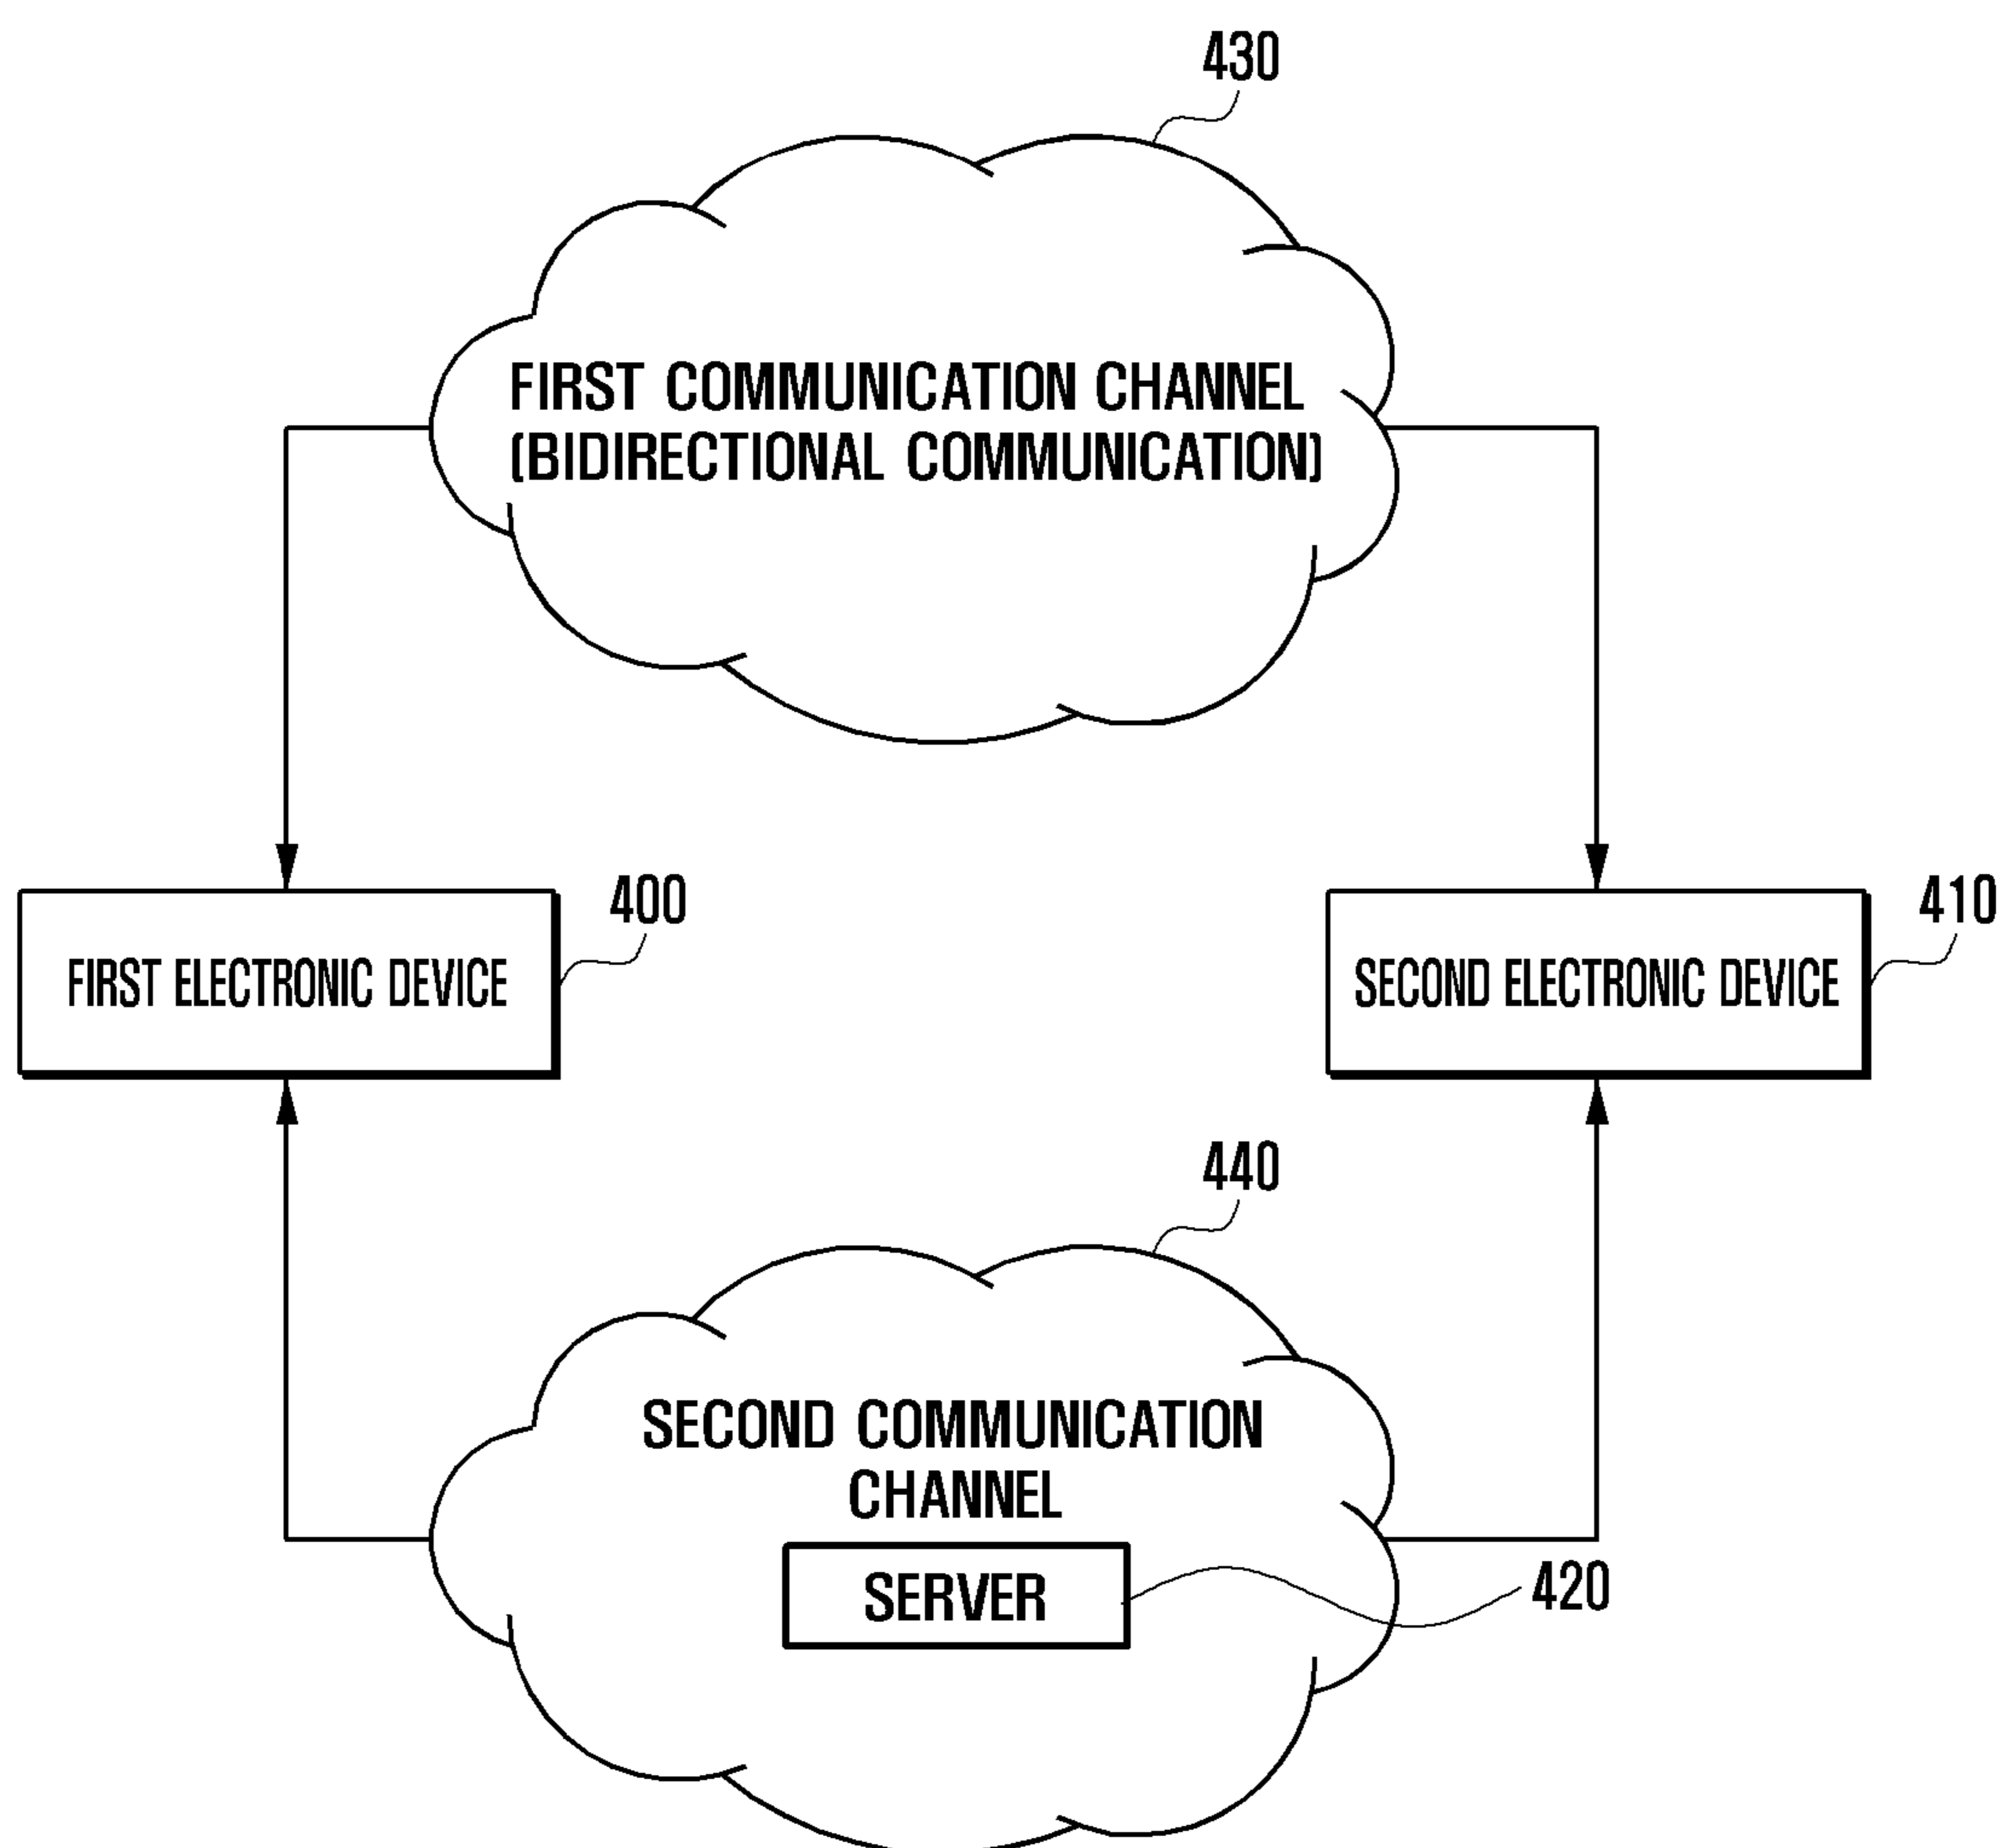 430
FIRST COMMUNICATION CHANNEL
(BIDIRECTIONAL COMMUNICATION)
400
410
FIRST ELECTRONIC DEVICE
SECOND ELECTRONIC DEVICE
440
SECOND COMMUNICATION
CHANNEL
SERVER
420